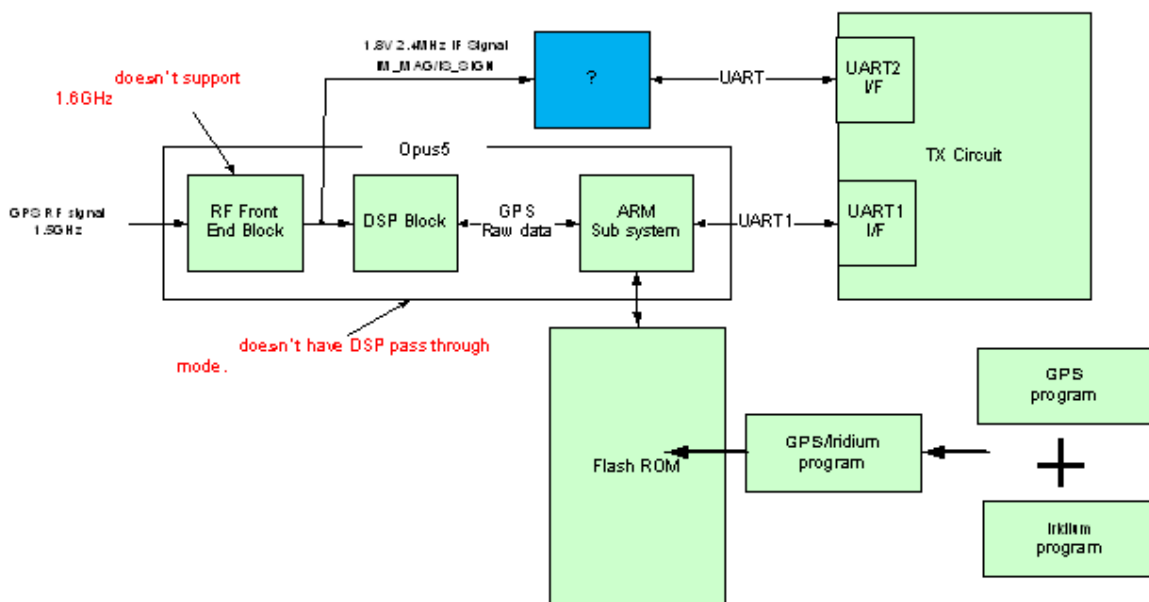 1.8V 2.4MHz IF Signal
IM_MAG/IS_SIGN
doesn't support
1.6GHz
?
UART
UART2
I/F
TX Circuit
Opus5
GPS RF signal
1.5GHz
RF Front
End Block
DSP Block
GPS
Raw data
ARM
Sub system
UART1
UART1
I/F
doesn't have DSP pass through
mode.
Flash ROM
GPS/Iridium
program
GPS
program
Iridium
program